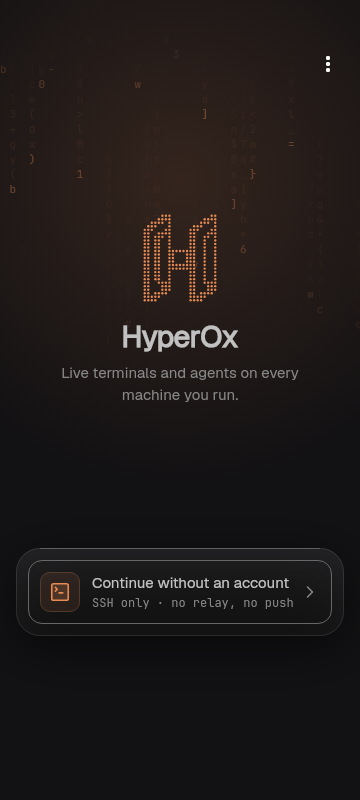 HyperOx
Live terminals and agents on every
machine you run.
Continue without an account
SSH only · no relay, no push